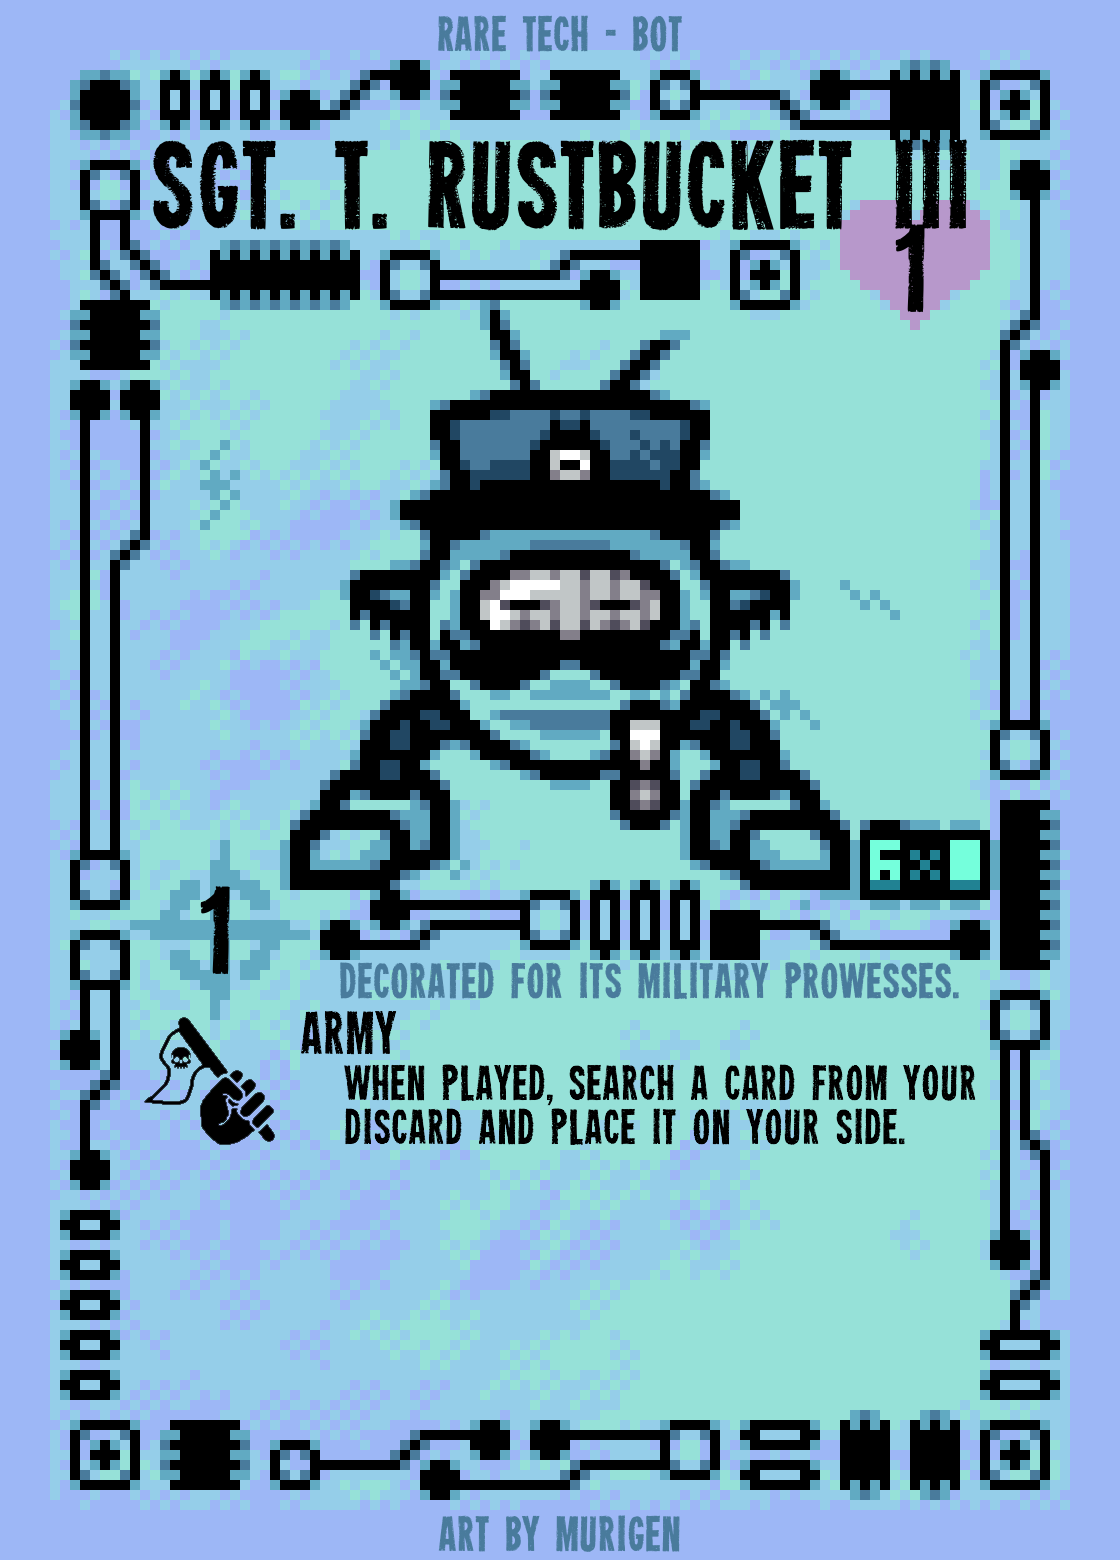 RARE TECH - BOT
SGT. T. RUSTBUCKET III
1
6
1
DECORATED FOR ITS MILITARY PROWESSES.
ARMY
WHEN PLAYED, SEARCH A CARD FROM YOUR
DISCARD AND PLACE IT ON YOUR SIDE.
ART BY MURIGEN